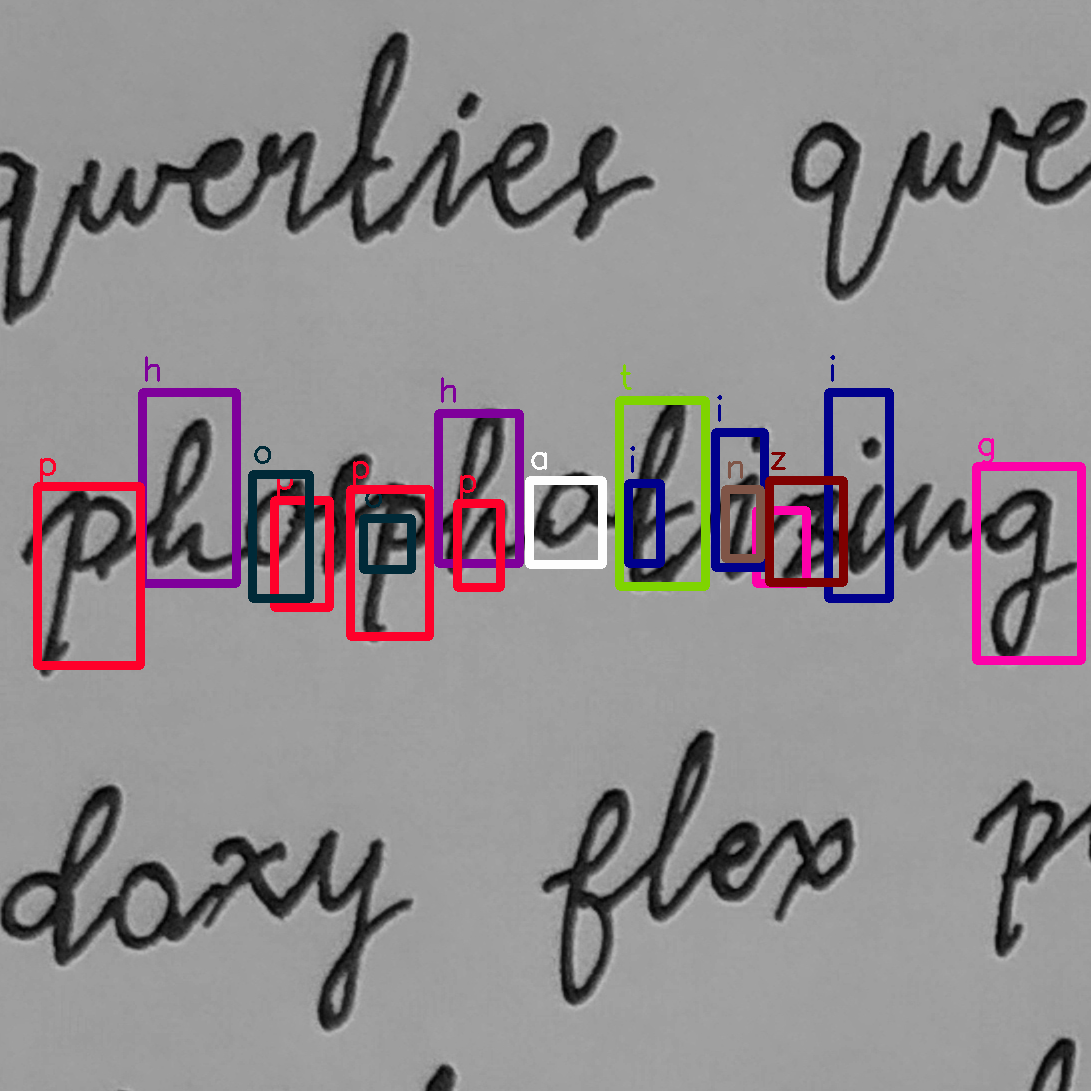 qwerties qwe
h h t i i
p o p p p a i n z g
phosphatizing
doxy flex p